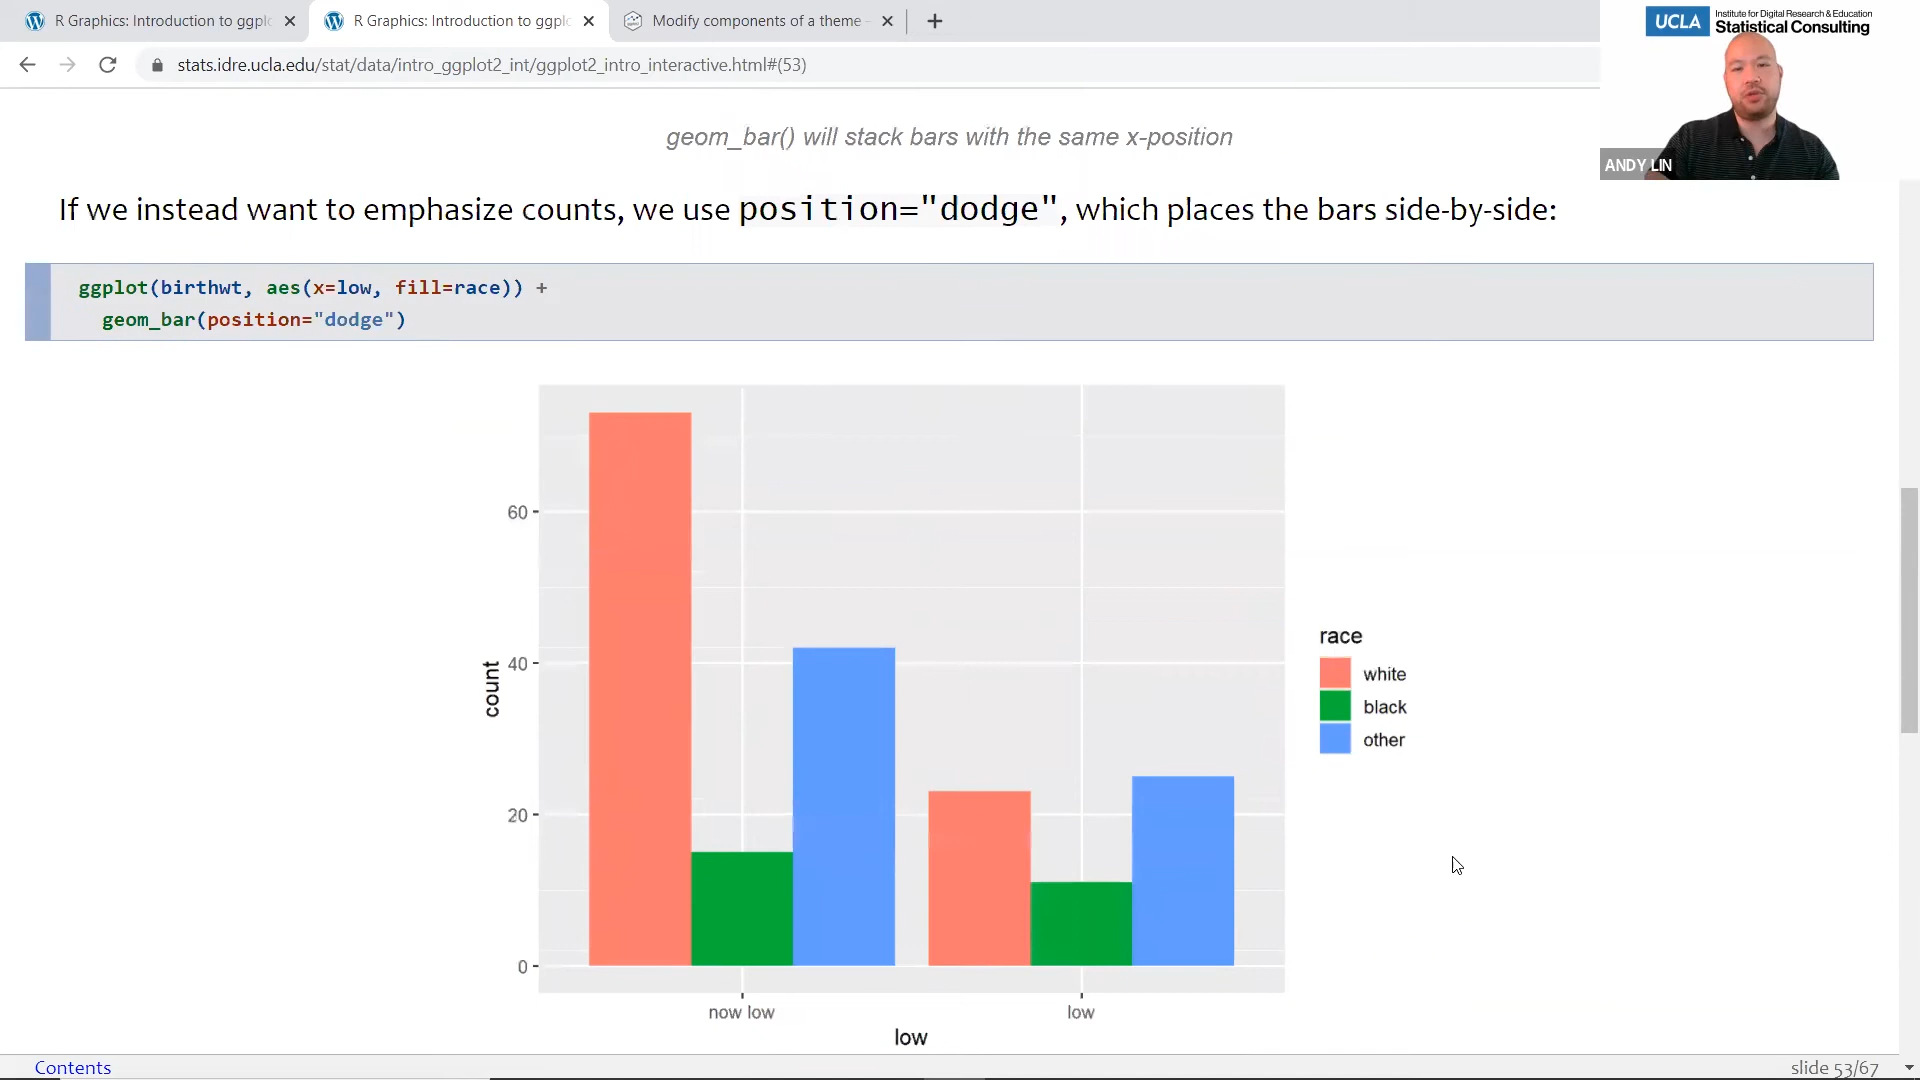 R Graphics: Introduction to ggpl
R Graphics: Introduction to ggpl
Modify components of a theme
stats.idre.ucla.edu/stat/data/intro_ggplot2_int/ggplot2_intro_interactive.html#(53)
UCLA
Institute for Digital Research & Education
Statistical Consulting
ANDY LIN
geom_bar() will stack bars with the same x-position
If we instead want to emphasize counts, we use position="dodge", which places the bars side-by-side:
ggplot(birthwt, aes(x=low, fill=race)) +
geom_bar(position="dodge")
60
40
20
0
count
now low
low
low
race
white
black
other
Contents
slide 53/67